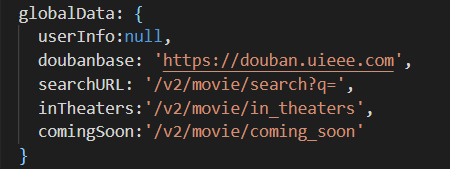 globalData: {
userInfo:null,
doubanbase: 'https://douban.uieee.com',
searchURL: '/v2/movie/search?q=',
inTheaters:'/v2/movie/in_theaters',
comingSoon:'/v2/movie/coming_soon'
}